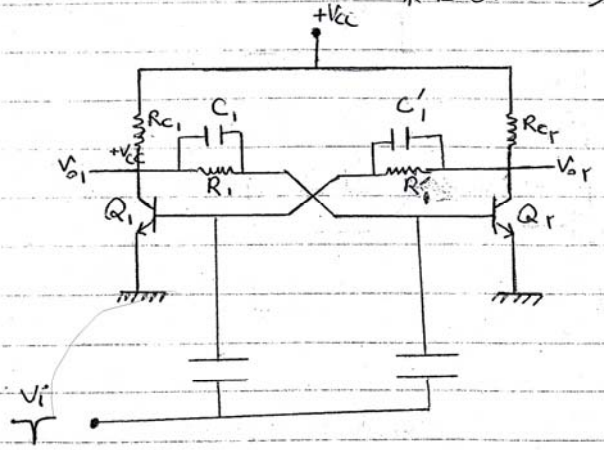 +Vcc
Rc₁
C₁
C'₁
Rcr
+Vcc
Vo₁
R₁
R'₁
Vor
Q₁
Qr
Vi